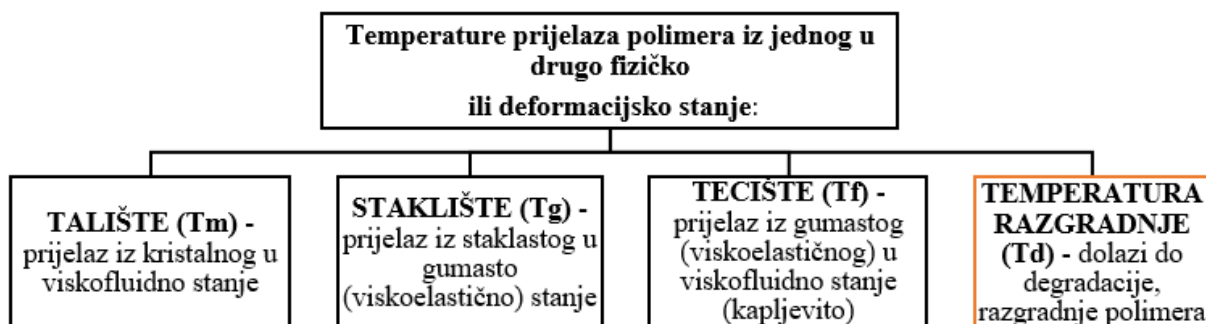 Temperature prijelaza polimera iz jednog u
drugo fizičko
ili deformacijsko stanje:
TALIŠTE (Tm) -
prijelaz iz kristalnog u
viskofluidno stanje
STAKLIŠTE (Tg) -
prijelaz iz staklastog u
gumasto
(viskoelastično) stanje
TECIŠTE (Tf) -
prijelaz iz gumastog
(viskoelastičnog) u
viskofluidno stanje
(kapljevito)
TEMPERATURA
RAZGRADNJE
(Td) - dolazi do
degradacije,
razgradnje polimera